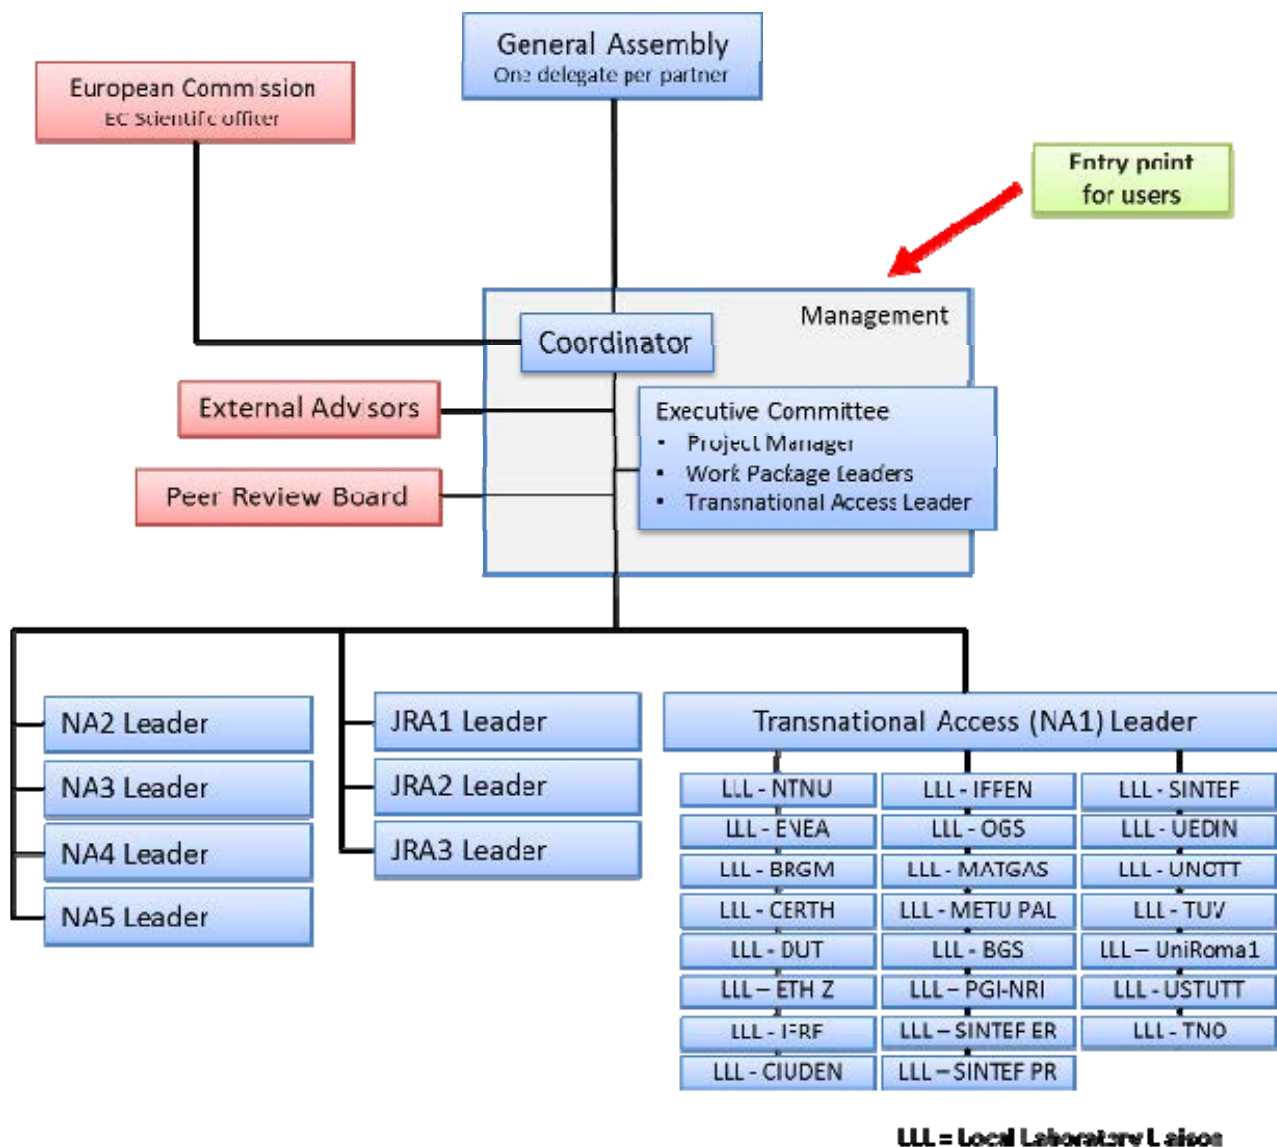 General Assembly
One delegate per partner
European Commission
EC Scientific officer
Entry point
for users
Management
Coordinator
External Advisors
Executive Committee
• Project Manager
• Work Package Leaders
• Transnational Access Leader
Peer Review Board
NA2 Leader
NA3 Leader
NA4 Leader
NA5 Leader
JRA1 Leader
JRA2 Leader
JRA3 Leader
Transnational Access (NA1) Leader
LLL - NTNU
LLL - ENEA
LLL - BRGM
LLL - CERTH
LLL - DUT
LLL – ETH Z
LLL - IFRF
LLL - CIUDEN
LLL - IFPEN
LLL - OGS
LLL - MATGAS
LLL - METU PAL
LLL - BGS
LLL – PGI-NRI
LLL – SINTEF ER
LLL – SINTEF PR
LLL - SINTEF
LLL - UEDIN
LLL - UNOTT
LLL - TUV
LLL – UniRoma1
LLL - USTUTT
LLL - TNO
LLL = Local Laboratory Liaison